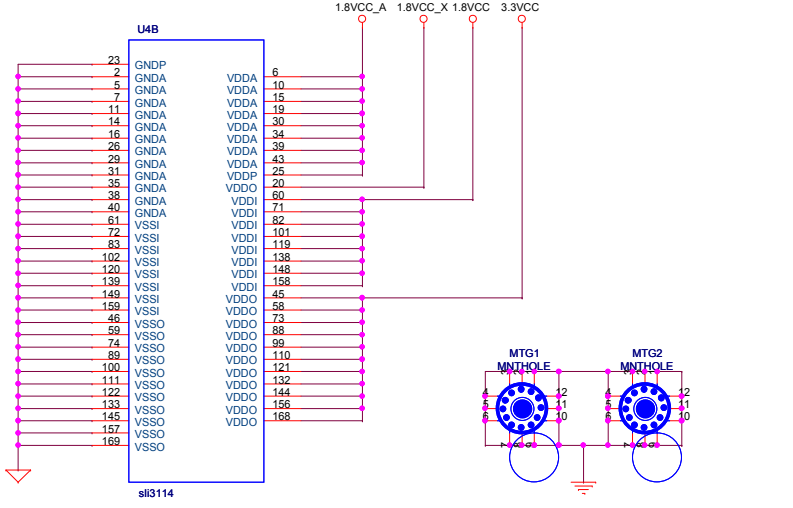 1.8VCC_A 1.8VCC_X 1.8VCC 3.3VCC
U4B
23 GNDP
2 GNDA VDDA 6
5 GNDA VDDA 10
7 GNDA VDDA 15
11 GNDA VDDA 19
14 GNDA VDDA 30
16 GNDA VDDA 34
26 GNDA VDDA 39
29 GNDA VDDA 43
31 GNDA VDDP 25
35 GNDA VDDO 20
38 GNDA VDDI 60
40 GNDA VDDI 71
61 VSSI VDDI 82
72 VSSI VDDI 101
83 VSSI VDDI 119
102 VSSI VDDI 138
120 VSSI VDDI 148
139 VSSI VDDI 158
149 VSSI VDDO 45
159 VSSI VDDO 58
46 VSSO VDDO 73
59 VSSO VDDO 88
74 VSSO VDDO 99
89 VSSO VDDO 110
100 VSSO VDDO 121
111 VSSO VDDO 132
122 VSSO VDDO 144
133 VSSO VDDO 156
145 VSSO VDDO 168
157 VSSO
169 VSSO
sli3114
MTG1 MTG2
MNTHOLE MNTHOLE
4 12 4 12
5 11 5 11
6 10 6 10